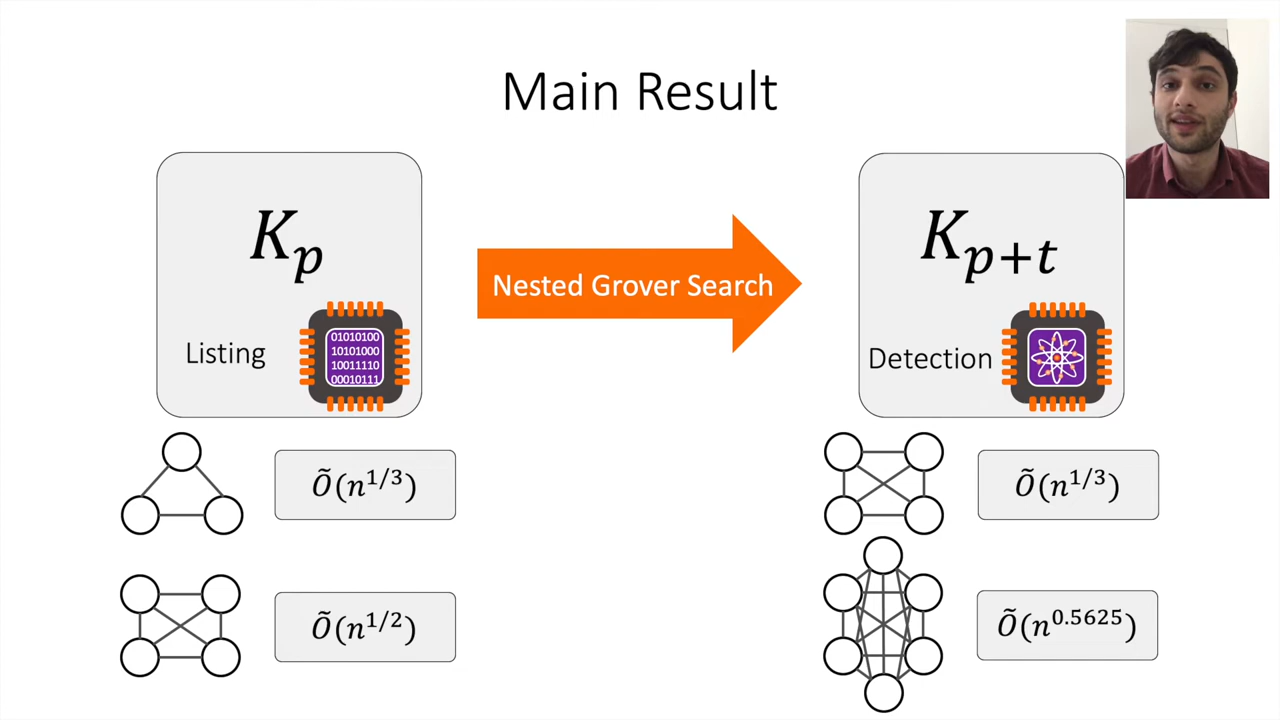 Main Result
K_p
Listing
01010100
10101000
10011110
00010111
Nested Grover Search
K_{p+t}
Detection
Õ(n^{1/3})
Õ(n^{1/3})
Õ(n^{1/2})
Õ(n^{0.5625})